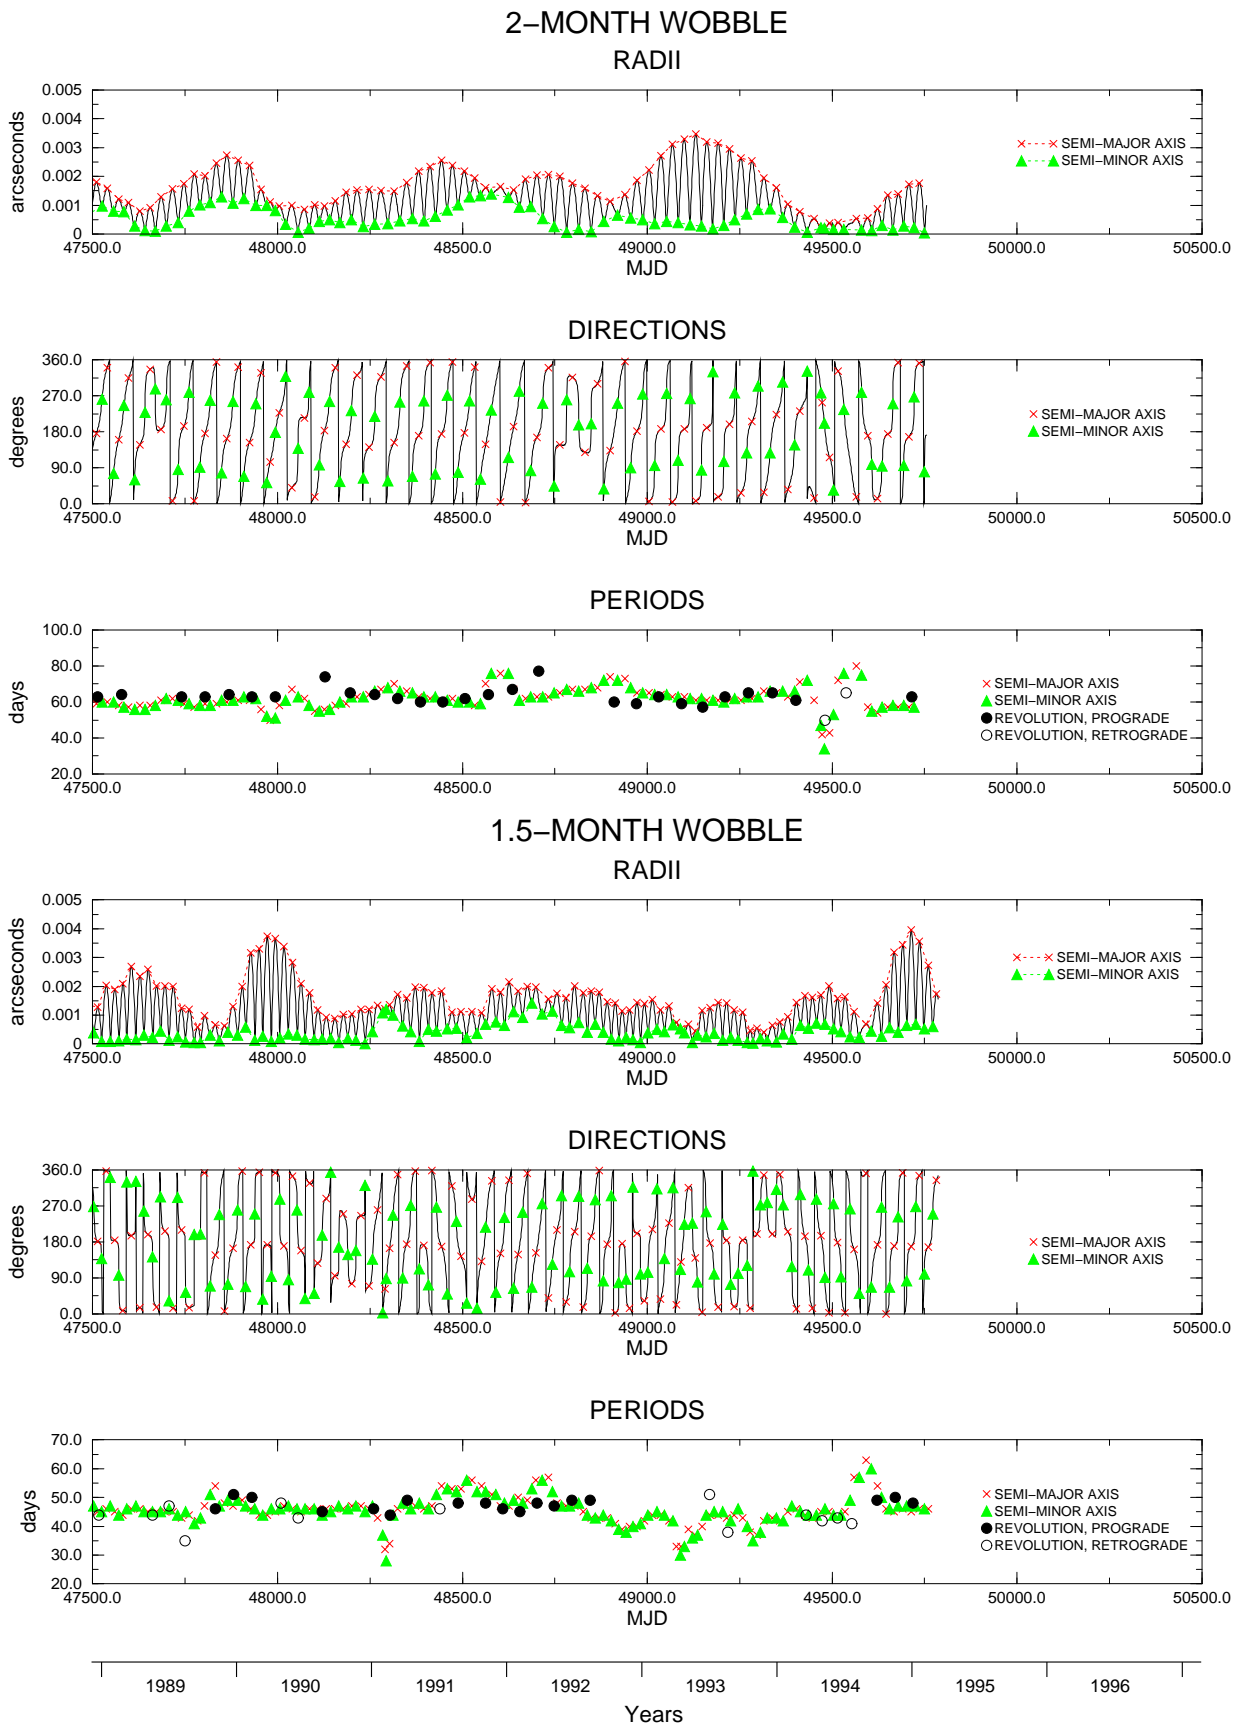 2–MONTH WOBBLE
RADII
0.005
0.004
0.003
0.002
0.001
0
arcseconds
SEMI–MAJOR AXIS
SEMI–MINOR AXIS
47500.0 48000.0 48500.0 49000.0 49500.0 50000.0 50500.0
MJD
DIRECTIONS
360.0
270.0
180.0
90.0
0.0
degrees
SEMI–MAJOR AXIS
SEMI–MINOR AXIS
47500.0 48000.0 48500.0 49000.0 49500.0 50000.0 50500.0
MJD
PERIODS
100.0
80.0
60.0
40.0
20.0
days
SEMI–MAJOR AXIS
SEMI–MINOR AXIS
REVOLUTION, PROGRADE
REVOLUTION, RETROGRADE
47500.0 48000.0 48500.0 49000.0 49500.0 50000.0 50500.0
MJD
1.5–MONTH WOBBLE
RADII
0.005
0.004
0.003
0.002
0.001
0
arcseconds
SEMI–MAJOR AXIS
SEMI–MINOR AXIS
47500.0 48000.0 48500.0 49000.0 49500.0 50000.0 50500.0
MJD
DIRECTIONS
360.0
270.0
180.0
90.0
0.0
degrees
SEMI–MAJOR AXIS
SEMI–MINOR AXIS
47500.0 48000.0 48500.0 49000.0 49500.0 50000.0 50500.0
MJD
PERIODS
70.0
60.0
50.0
40.0
30.0
20.0
days
SEMI–MAJOR AXIS
SEMI–MINOR AXIS
REVOLUTION, PROGRADE
REVOLUTION, RETROGRADE
47500.0 48000.0 48500.0 49000.0 49500.0 50000.0 50500.0
MJD
1989 1990 1991 1992 1993 1994 1995 1996
Years